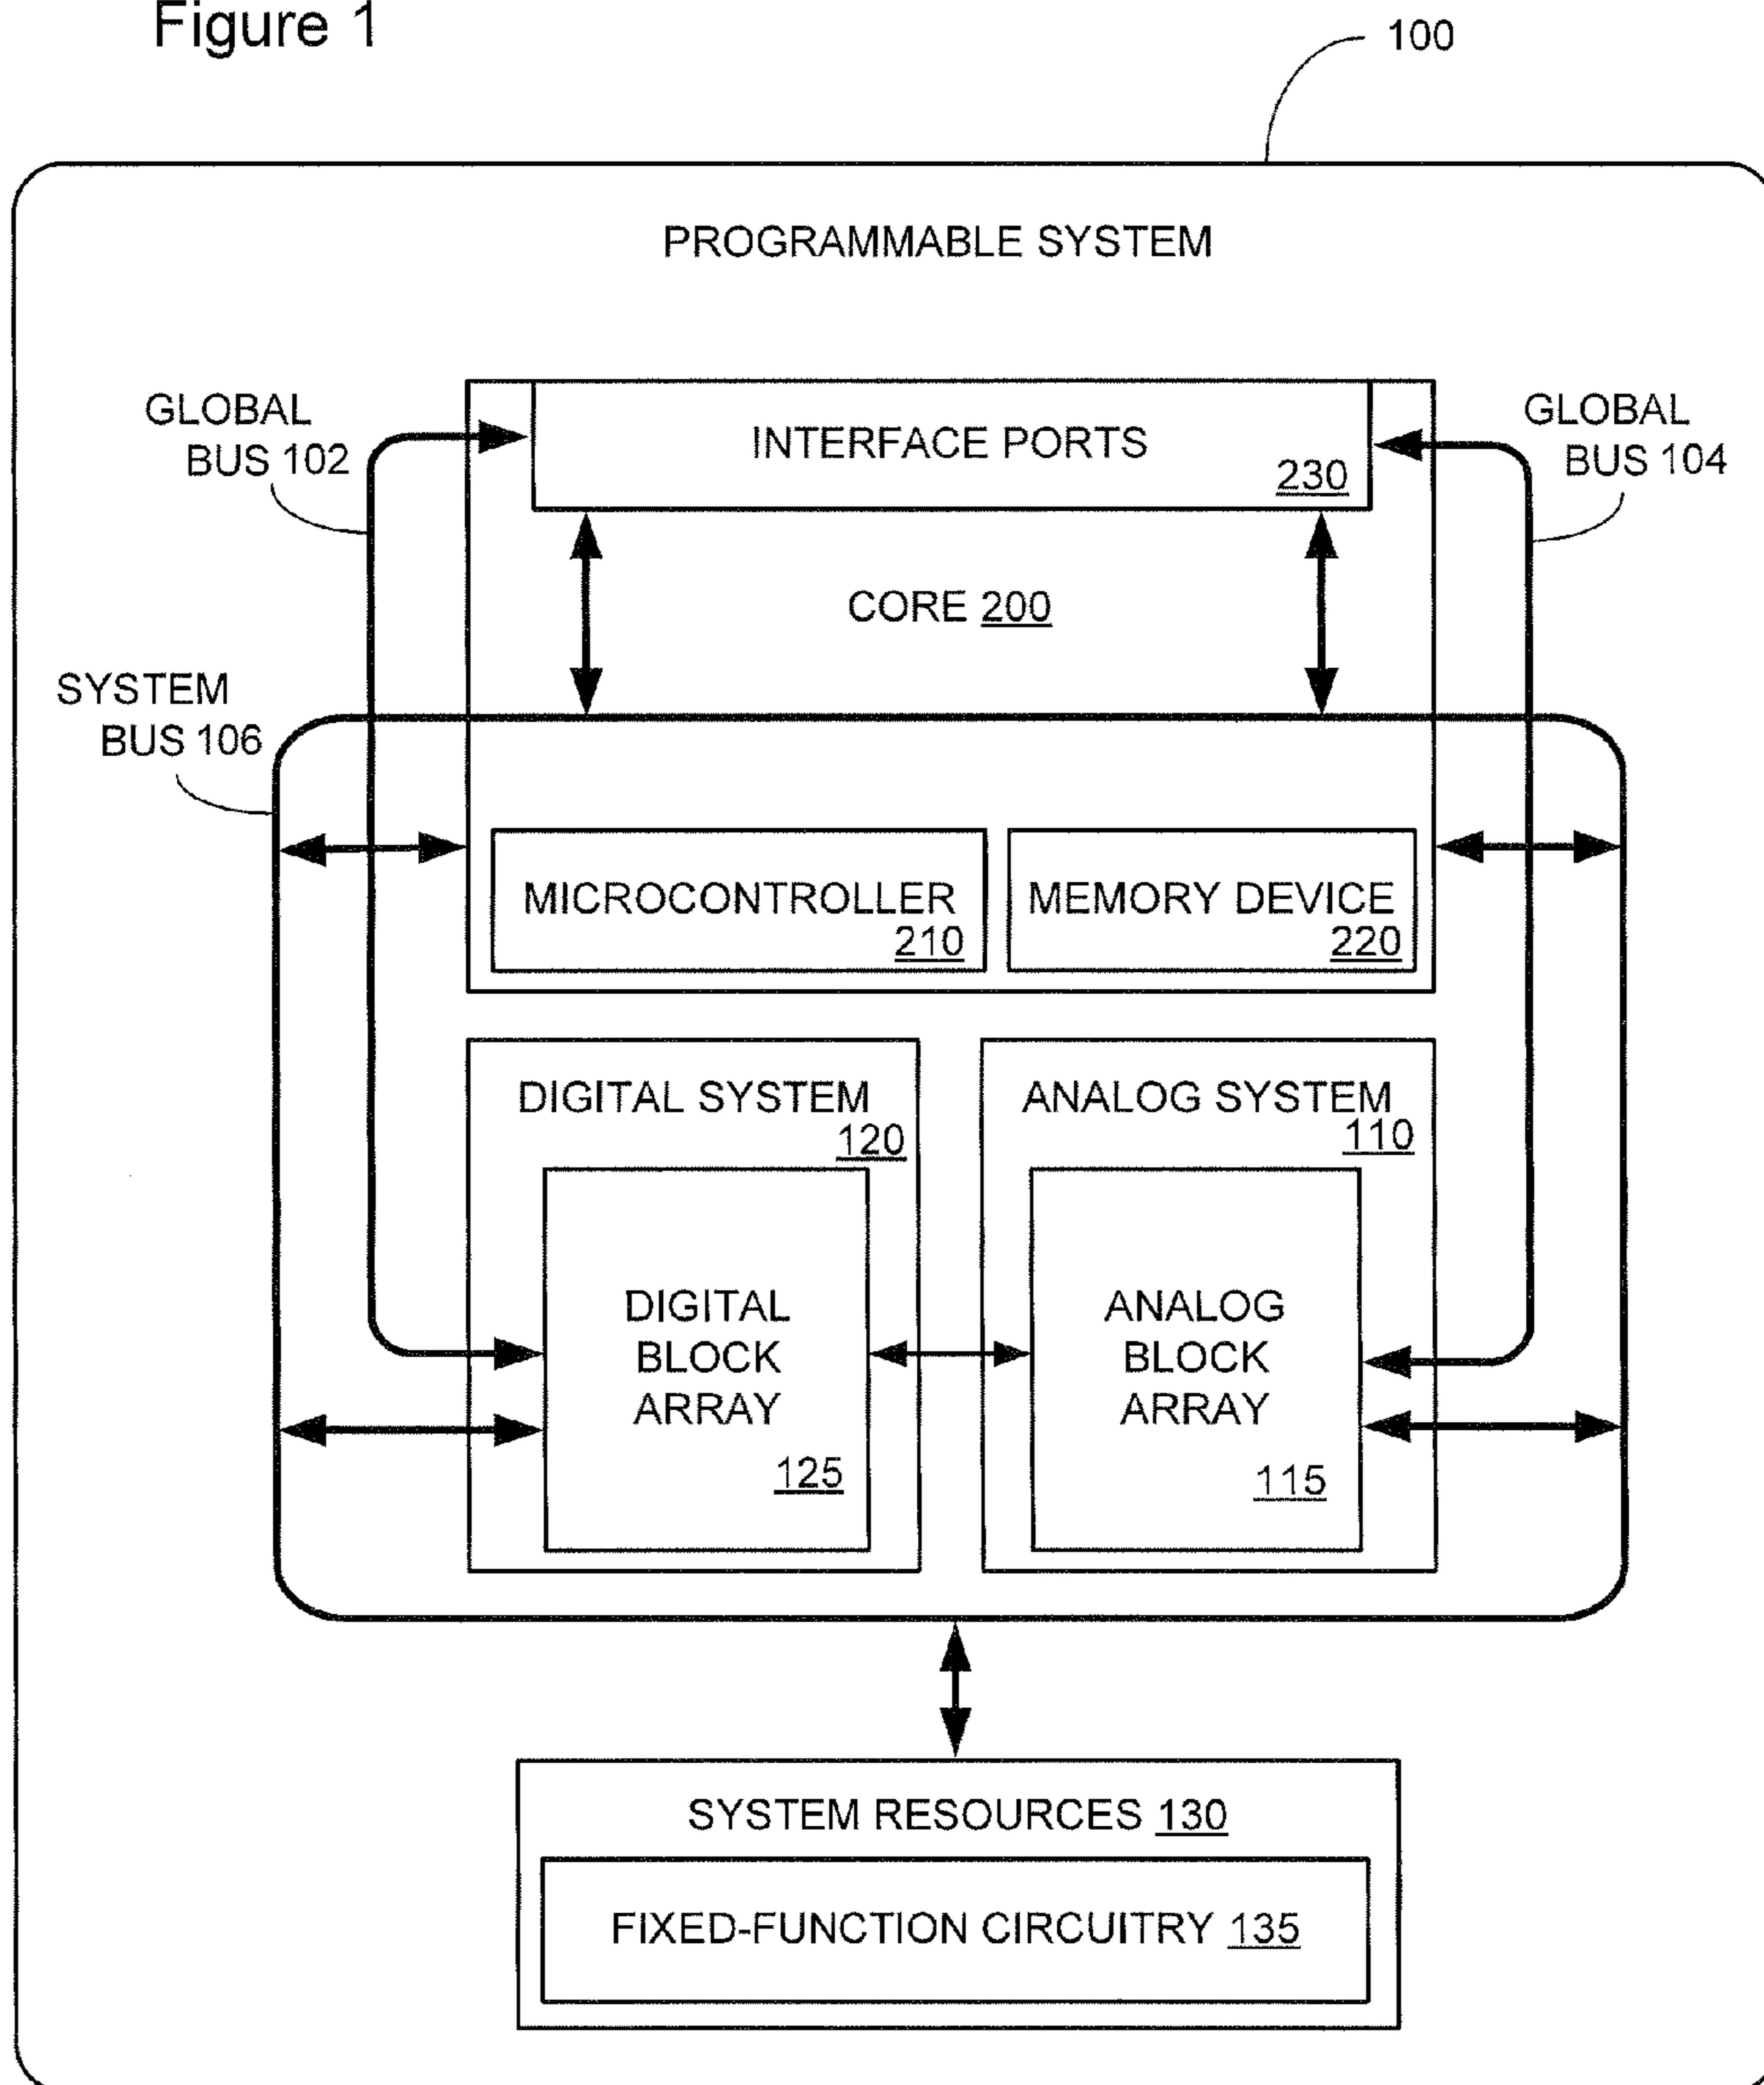 Figure 1
100
PROGRAMMABLE SYSTEM
GLOBAL
BUS 102
INTERFACE PORTS
230
GLOBAL
BUS 104
CORE 200
SYSTEM
BUS 106
MICROCONTROLLER
210
MEMORY DEVICE
220
DIGITAL SYSTEM
120
ANALOG SYSTEM
110
DIGITAL
BLOCK
ARRAY
125
ANALOG
BLOCK
ARRAY
115
SYSTEM RESOURCES 130
FIXED-FUNCTION CIRCUITRY 135